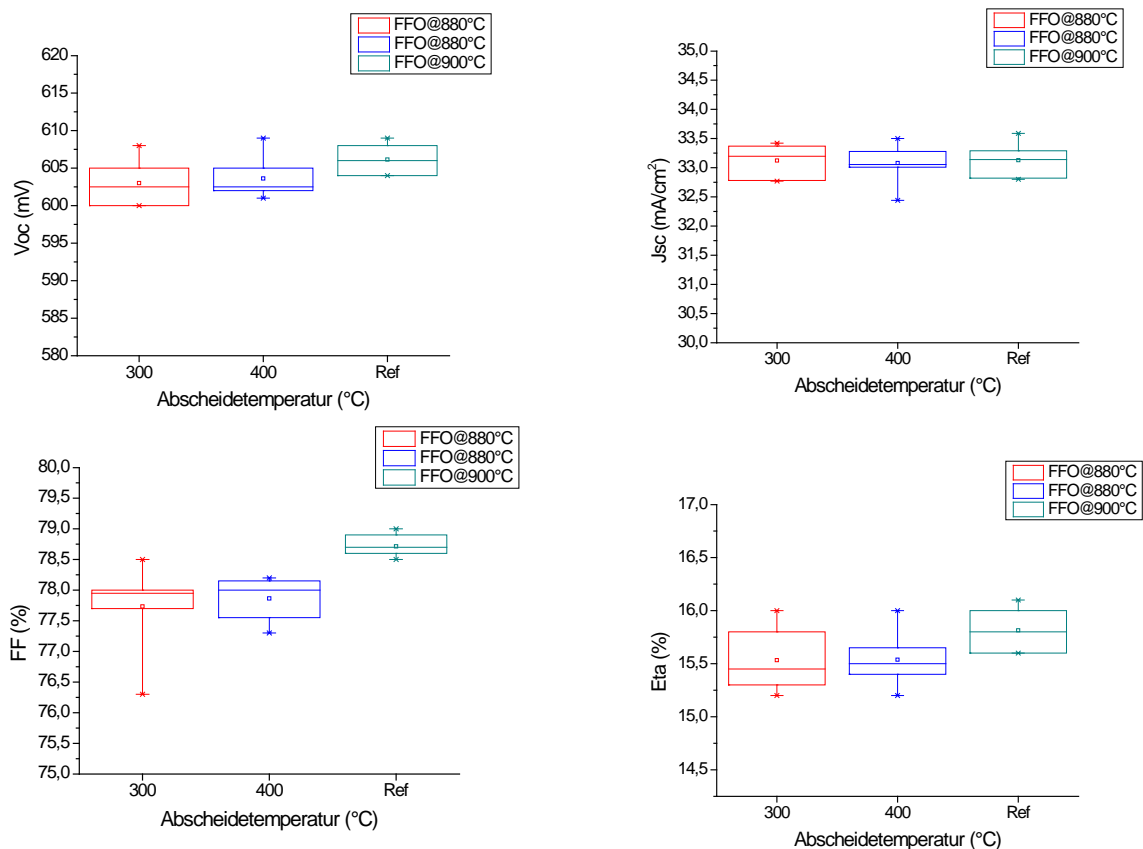 FFO@880°C
FFO@880°C
FFO@900°C
620
615
610
605
600
595
590
585
580
Voc (mV)
300 400 Ref
Abscheidetemperatur (°C)
FFO@880°C
FFO@880°C
FFO@900°C
35,0
34,5
34,0
33,5
33,0
32,5
32,0
31,5
31,0
30,5
30,0
Jsc (mA/cm²)
300 400 Ref
Abscheidetemperatur (°C)
FFO@880°C
FFO@880°C
FFO@900°C
80,0
79,5
79,0
78,5
78,0
77,5
77,0
76,5
76,0
75,5
75,0
FF (%)
300 400 Ref
Abscheidetemperatur (°C)
FFO@880°C
FFO@880°C
FFO@900°C
17,0
16,5
16,0
15,5
15,0
14,5
Eta (%)
300 400 Ref
Abscheidetemperatur (°C)